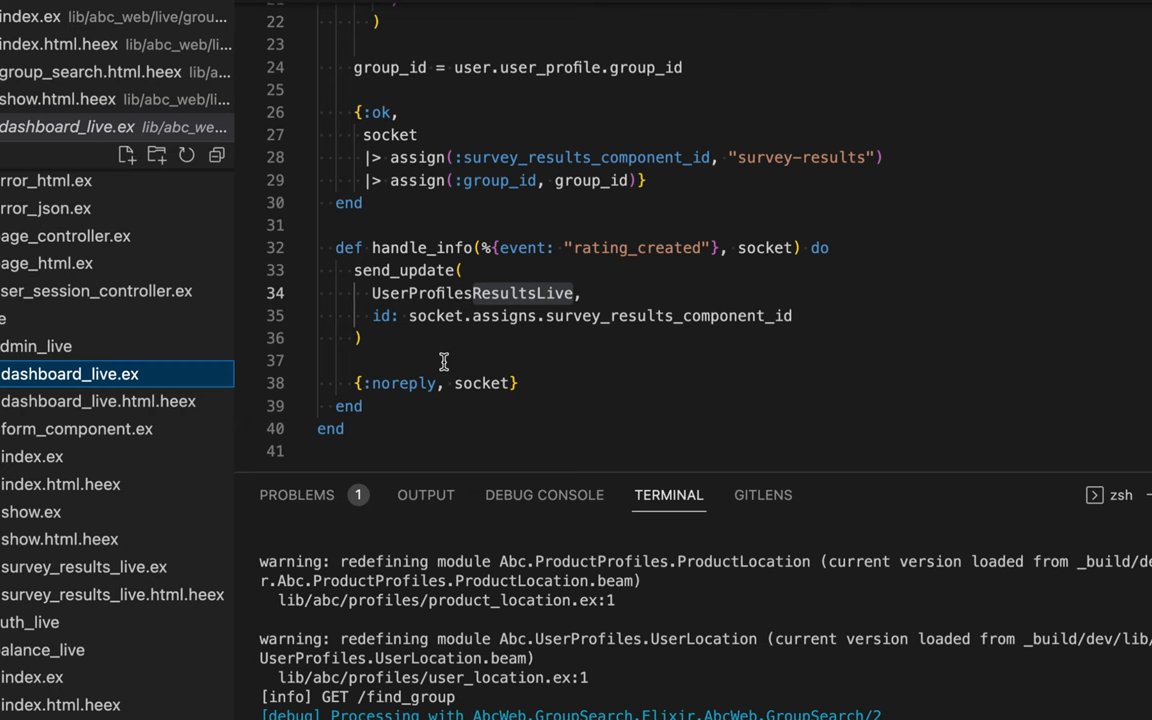 index.ex lib/abc_web/live/grou...
index.html.heex lib/abc_web/li...
group_search.html.heex lib/a...
show.html.heex lib/abc_web/li...
dashboard_live.ex lib/abc_we...
rror_html.ex
rror_json.ex
age_controller.ex
age_html.ex
ser_session_controller.ex
e
dmin_live
dashboard_live.ex
dashboard_live.html.heex
form_component.ex
index.ex
index.html.heex
show.ex
show.html.heex
survey_results_live.ex
survey_results_live.html.heex
uth_live
alance_live
index.ex
index.html.heex
22 )
23
24 group_id = user.user_profile.group_id
25
26 {:ok,
27 socket
28 |> assign(:survey_results_component_id, "survey-results")
29 |> assign(:group_id, group_id)}
30 end
31
32 def handle_info(%{event: "rating_created"}, socket) do
33 send_update(
34 UserProfilesResultsLive,
35 id: socket.assigns.survey_results_component_id
36 )
37
38 {:noreply, socket}
39 end
40 end
41
PROBLEMS 1 OUTPUT DEBUG CONSOLE TERMINAL GITLENS zsh
warning: redefining module Abc.ProductProfiles.ProductLocation (current version loaded from _build/de
r.Abc.ProductProfiles.ProductLocation.beam)
lib/abc/profiles/product_location.ex:1
warning: redefining module Abc.UserProfiles.UserLocation (current version loaded from _build/dev/lib/
UserProfiles.UserLocation.beam)
lib/abc/profiles/user_location.ex:1
[info] GET /find_group
[debug] Processing with AbcWeb.GroupSearch.Elixir.AbcWeb.GroupSearch/2